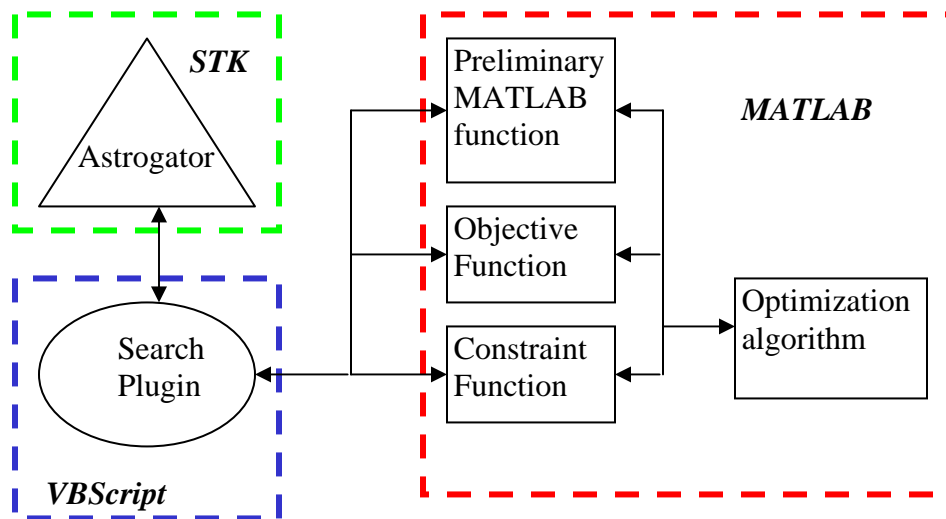 STK
Astrogator
Search
Plugin
VBScript
Preliminary
MATLAB
function
Objective
Function
Constraint
Function
MATLAB
Optimization
algorithm